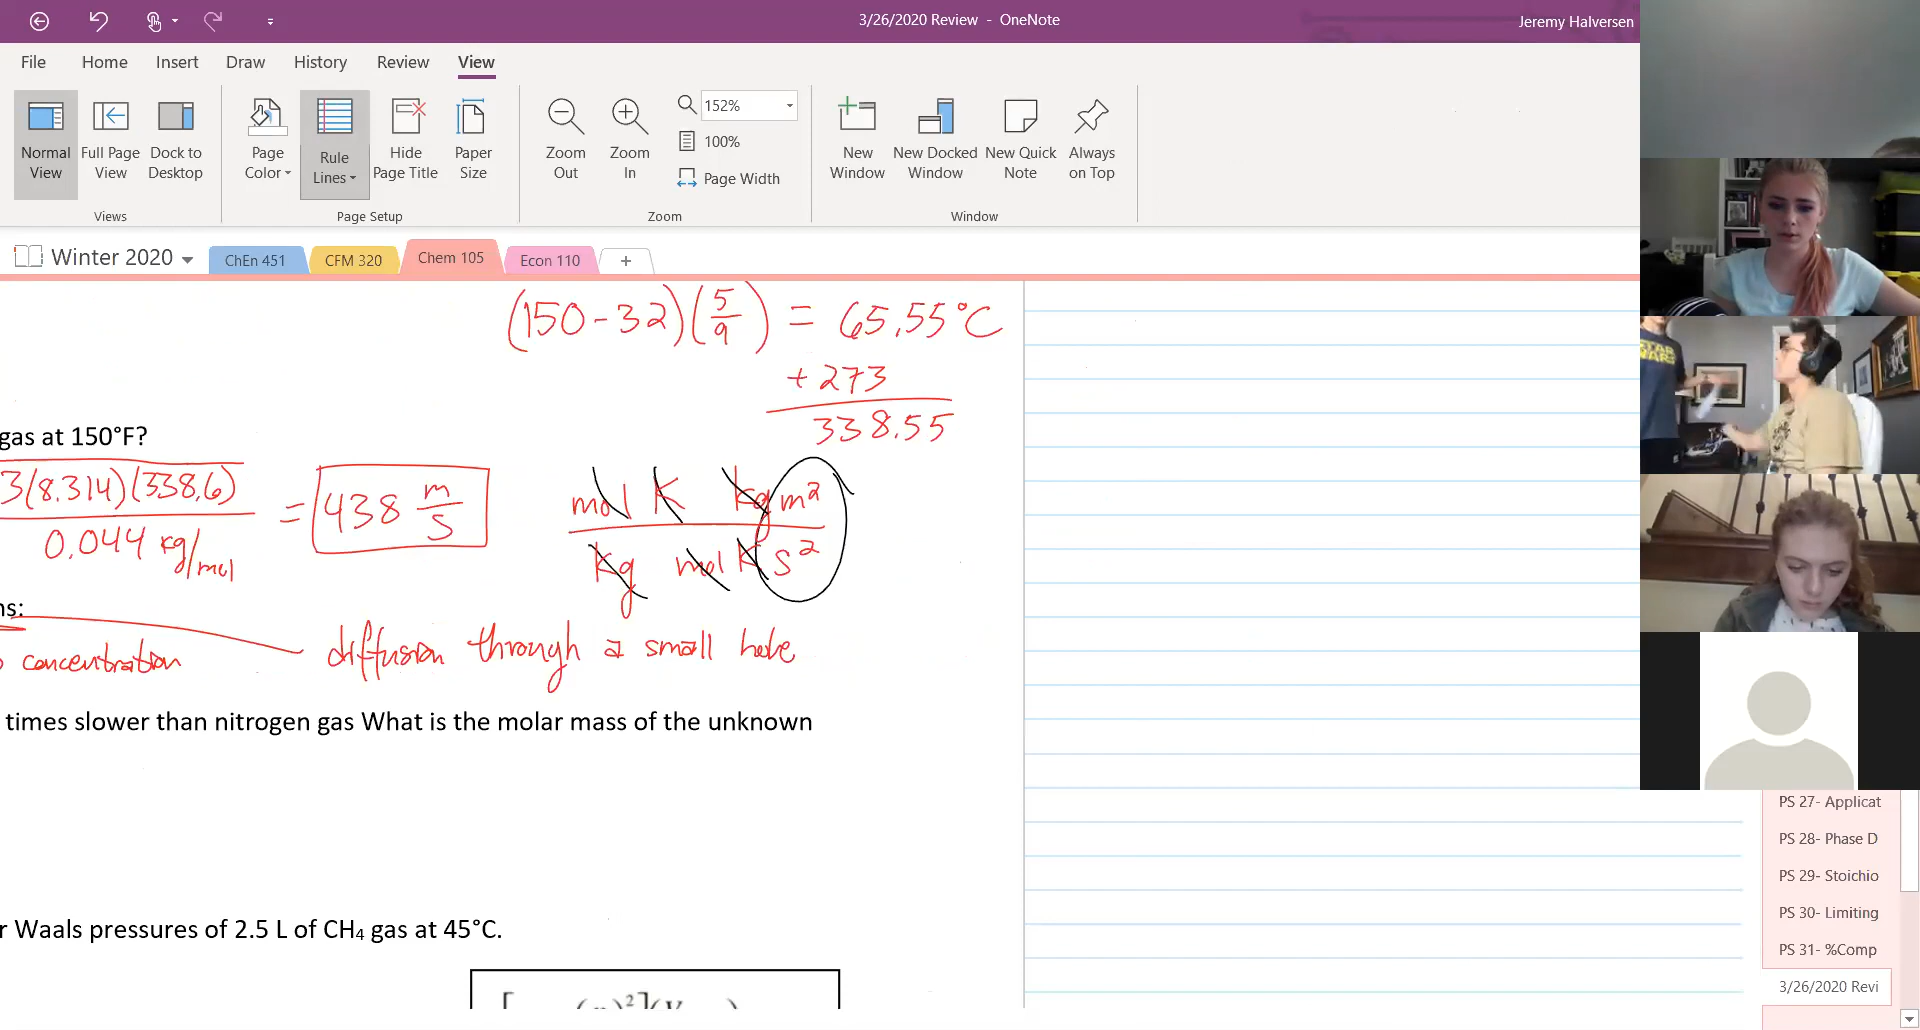 3/26/2020 Review - OneNote
Jeremy Halversen
File Home Insert Draw History Review View
Normal View
Full Page View
Dock to Desktop
Views
Page Color
Rule Lines
Hide Page Title
Paper Size
Page Setup
Zoom Out
Zoom In
152%
100%
Page Width
Zoom
New Window
New Docked Window
New Quick Note
Always on Top
Window
Winter 2020
ChEn 451
CFM 320
Chem 105
Econ 110
+
(150-32)(5/9) = 65.55°C
+ 273
338.55
gas at 150°F?
3(8.314)(338.6)
0.044 kg/mol
= 438 m/s
mol K kg m²
kg mol K s²
ns:
concentration
diffusion through a small hole
times slower than nitrogen gas What is the molar mass of the unknown
r Waals pressures of 2.5 L of CH₄ gas at 45°C.
STAR WARS
PS 27- Applicat
PS 28- Phase D
PS 29- Stoichio
PS 30- Limiting
PS 31- %Comp
3/26/2020 Revi